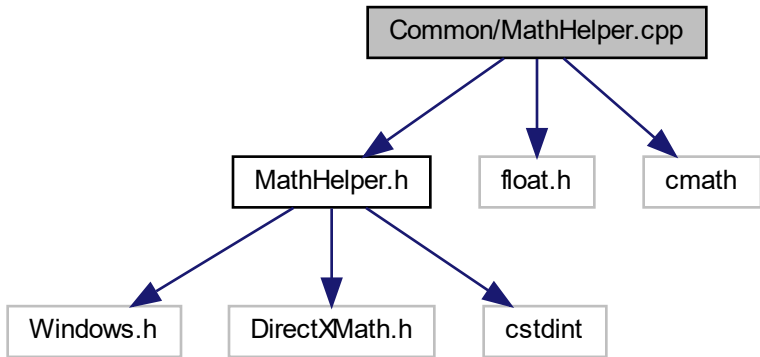 Common/MathHelper.cpp
MathHelper.h
float.h
cmath
Windows.h
DirectXMath.h
cstdint